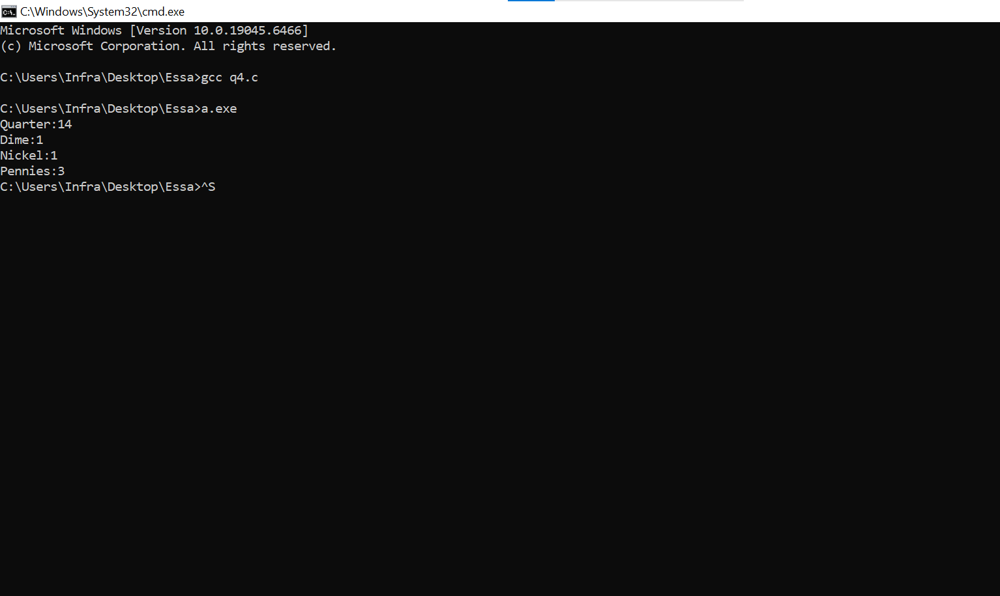 C:\Windows\System32\cmd.exe
Microsoft Windows [Version 10.0.19045.6466]
(c) Microsoft Corporation. All rights reserved.
C:\Users\Infra\Desktop\Essa>gcc q4.c
C:\Users\Infra\Desktop\Essa>a.exe
Quarter:14
Dime:1
Nickel:1
Pennies:3
C:\Users\Infra\Desktop\Essa>^S